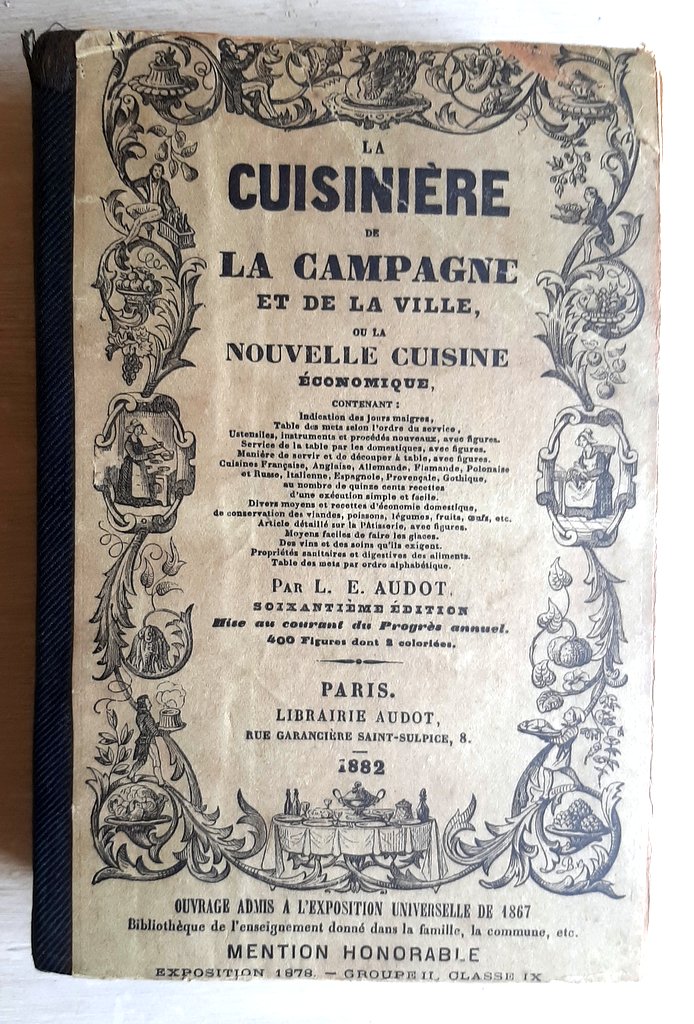 LA
CUISINIÈRE
DE
LA CAMPAGNE
ET DE LA VILLE,
OU LA
NOUVELLE CUISINE
ÉCONOMIQUE,
CONTENANT :
Indication des jours maigres,
Table des mets selon l'ordre du service,
Ustensiles, instruments et procédés nouveaux, avec figures.
Service de la table par les domestiques, avec figures.
Manière de servir et de découper à table, avec figures.
Cuisines Française, Anglaise, Allemande, Flamande, Polonaise
et Russe, Italienne, Espagnole, Provençale, Gothique,
au nombre de quinze cents recettes
d'une exécution simple et facile.
Divers moyens et recettes d'économie domestique,
de conservation des viandes, poissons, légumes, fruits, œufs, etc.
Article détaillé sur la Pâtisserie, avec figures.
Moyens faciles de faire les glaces.
Des vins et des soins qu'ils exigent.
Propriétés sanitaires et digestives des aliments.
Table des mets par ordre alphabétique.
PAR L. E. AUDOT.
SOIXANTIÈME ÉDITION
Mise au courant du Progrès annuel.
400 Figures dont 2 coloriées.
PARIS.
LIBRAIRIE AUDOT,
RUE GARANCIÈRE SAINT-SULPICE, 8.
1882
OUVRAGE ADMIS A L'EXPOSITION UNIVERSELLE DE 1867
Bibliothèque de l'enseignement donné dans la famille, la commune, etc.
MENTION HONORABLE
EXPOSITION 1878. — GROUPE II, CLASSE IX